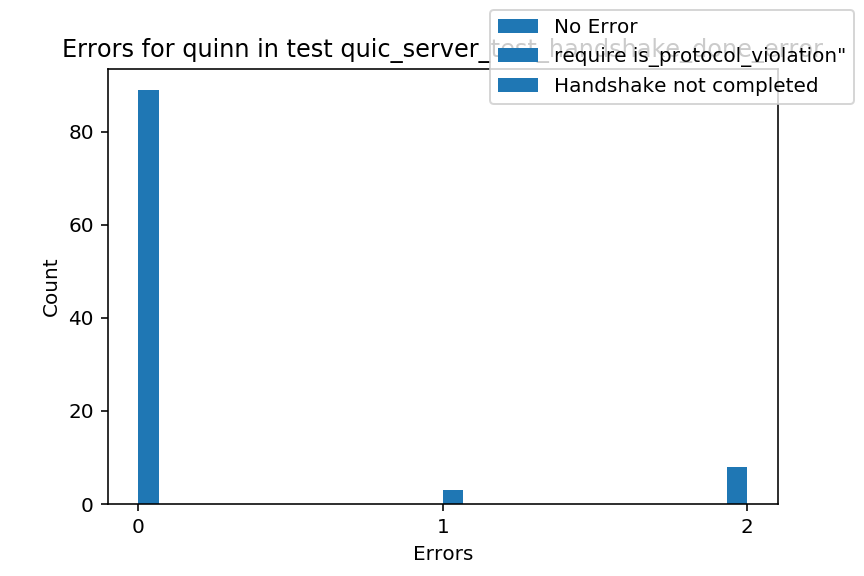 Errors for quinn in test quic_server_test_handshake_done_error
No Error
require is_protocol_violation"
Handshake not completed
80
60
40
20
0
Count
0 1 2
Errors